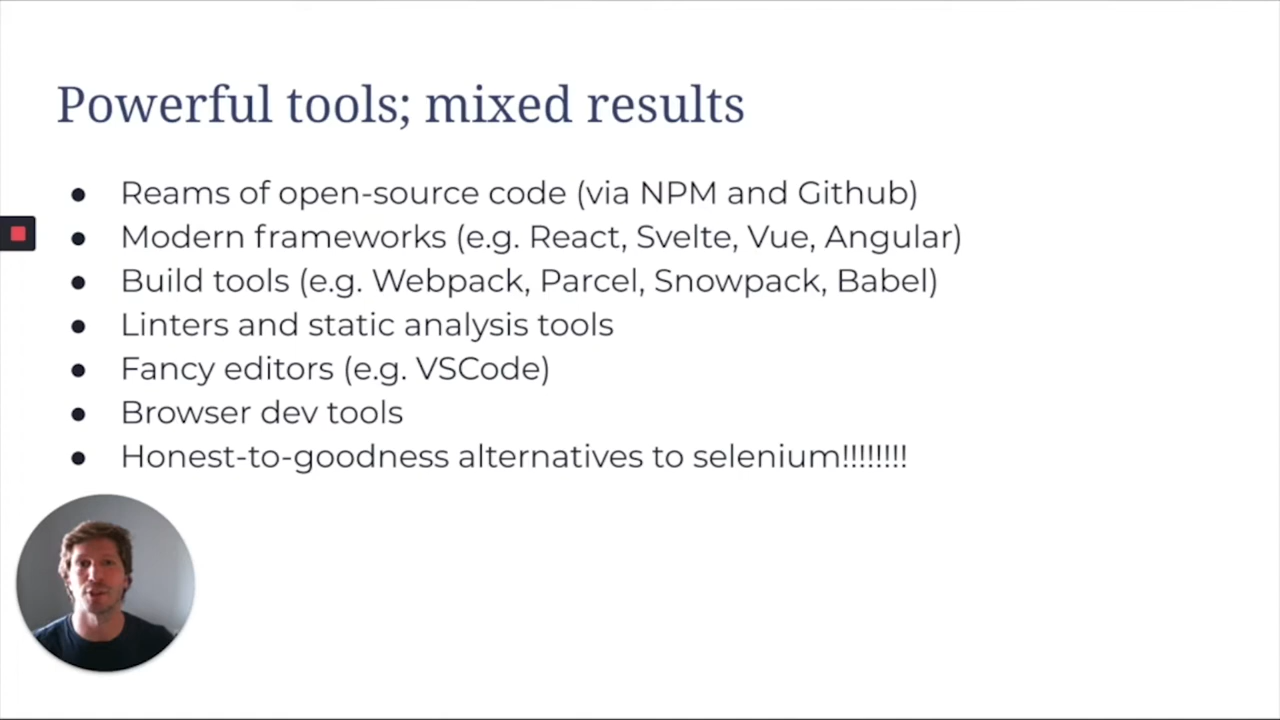 Powerful tools; mixed results
● Reams of open-source code (via NPM and Github)
● Modern frameworks (e.g. React, Svelte, Vue, Angular)
● Build tools (e.g. Webpack, Parcel, Snowpack, Babel)
● Linters and static analysis tools
● Fancy editors (e.g. VSCode)
● Browser dev tools
● Honest-to-goodness alternatives to selenium!!!!!!!!